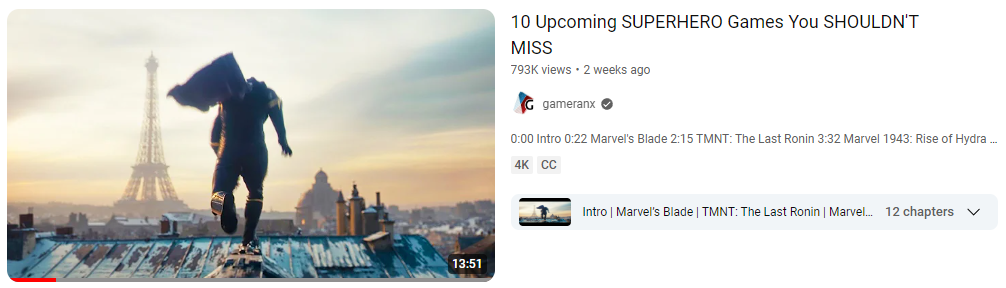 10 Upcoming SUPERHERO Games You SHOULDN'T
MISS
793K views • 2 weeks ago
gameranx
0:00 Intro 0:22 Marvel's Blade 2:15 TMNT: The Last Ronin 3:32 Marvel 1943: Rise of Hydra ...
4K CC
Intro | Marvel's Blade | TMNT: The Last Ronin | Marvel... 12 chapters
13:51